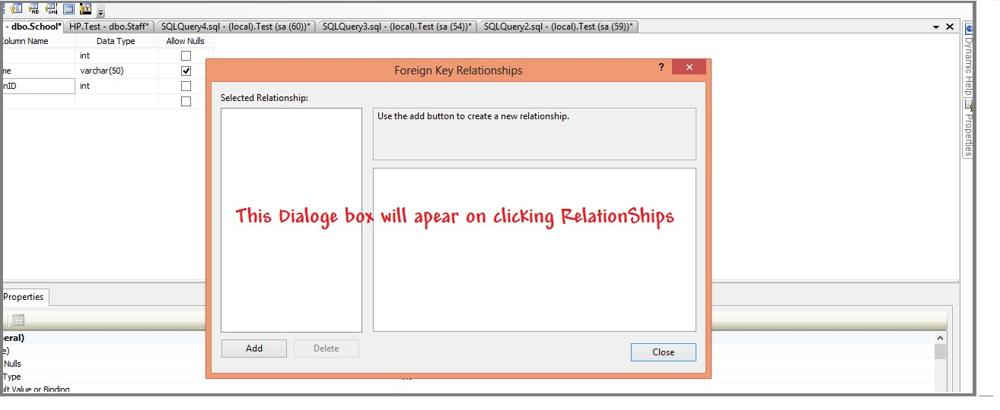 - dbo.School* HP.Test - dbo.Staff* SQLQuery4.sql - (local).Test (sa (60))* SQLQuery3.sql - (local).Test (sa (54))* SQLQuery2.sql - (local).Test (sa (59))*
Column Name Data Type Allow Nulls
int
me varchar(50)
nID int
Foreign Key Relationships ?
Selected Relationship:
Use the add button to create a new relationship.
This Dialoge box will apear on clicking RelationShips
Add Delete
Close
Properties
eral)
e)
Nulls
Type
ult Value or Binding
Dynamic Help
Properties